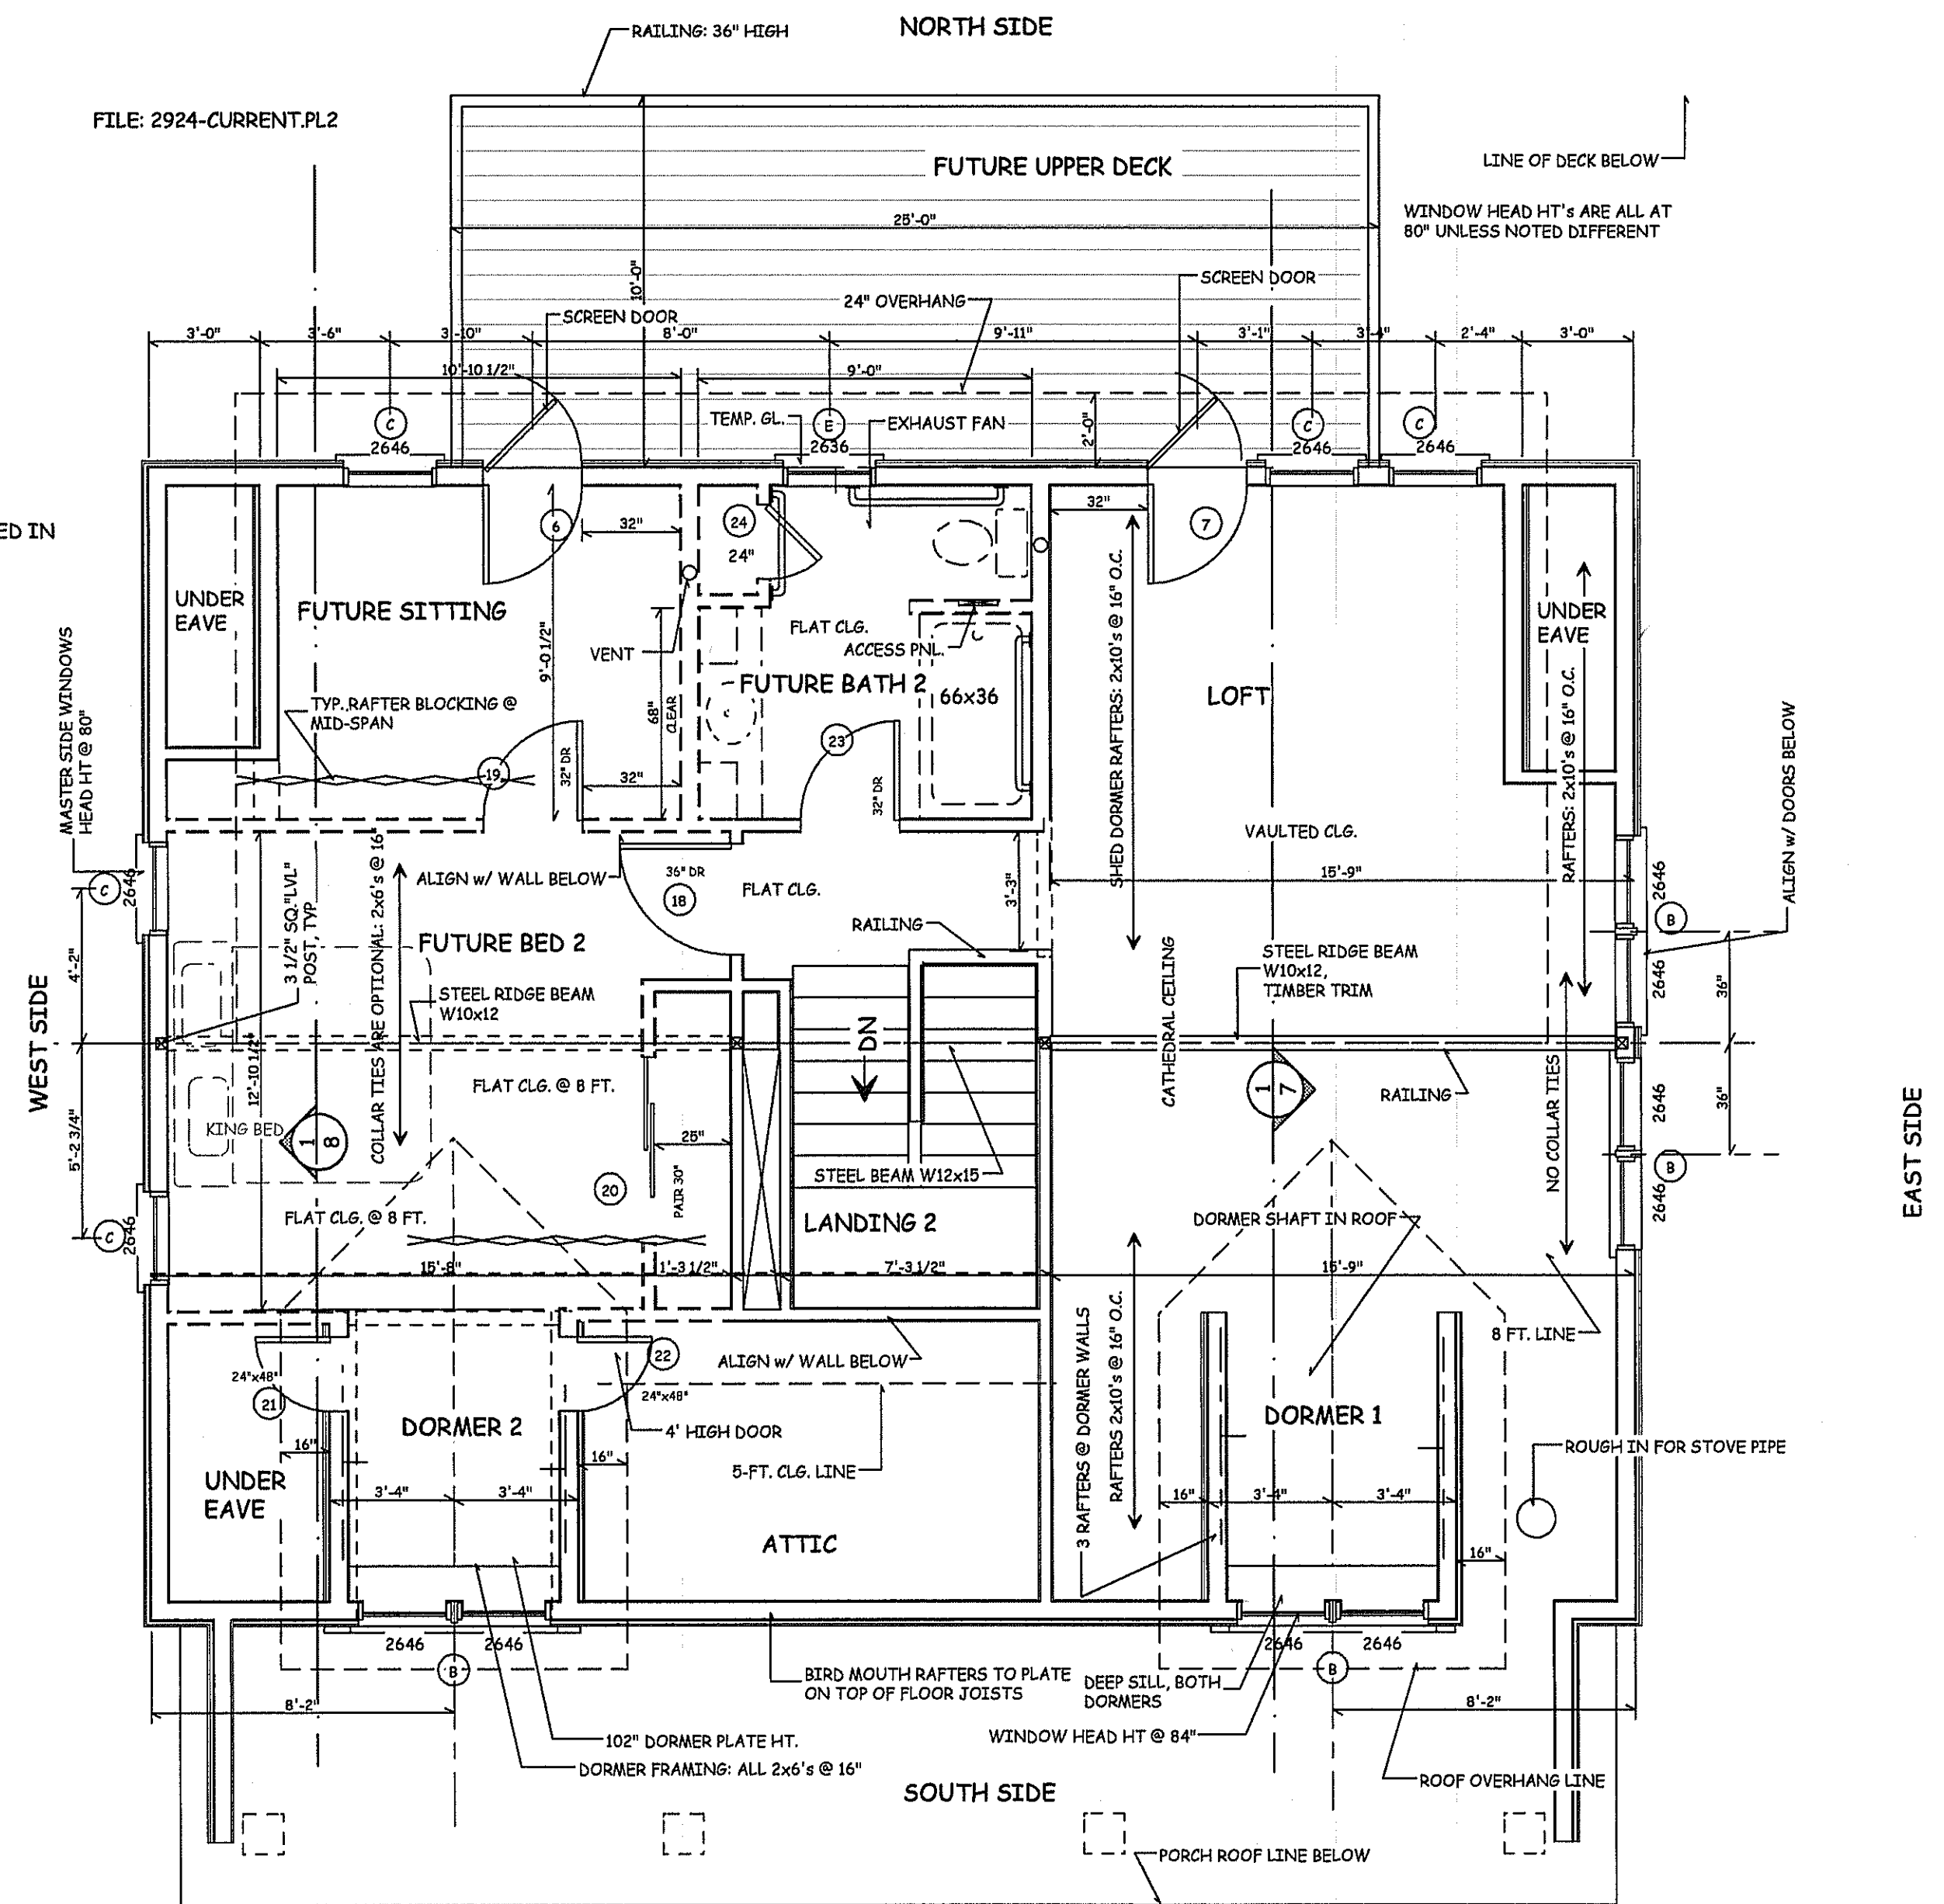 RAILING: 36" HIGH
NORTH SIDE
FILE: 2924-CURRENT.PL2
FUTURE UPPER DECK
LINE OF DECK BELOW
WINDOW HEAD HT's ARE ALL AT
80" UNLESS NOTED DIFFERENT
25'-0"
10'-0"
SCREEN DOOR
24" OVERHANG
SCREEN DOOR
3'-0"
3'-6"
3'-10"
8'-0"
9'-11"
3'-1"
3'-4"
2'-4"
3'-0"
10'-10 1/2"
9'-0"
C
2646
TEMP. GL.
E
2636
EXHAUST FAN
2'-0"
C
2646
C
2646
ED IN
6
32"
24
24"
32"
7
UNDER
EAVE
FUTURE SITTING
VENT
9'-0 1/2"
68"
CLEAR
FLAT CLG.
ACCESS PNL.
FUTURE BATH 2
66x36
SHED DORMER RAFTERS: 2x10's @ 16" O.C.
LOFT
UNDER
EAVE
RAFTERS: 2x10's @ 16" O.C.
MASTER SIDE WINDOWS
HEAD HT @ 80"
TYP. RAFTER BLOCKING @
MID-SPAN
19
32" DR
32"
23
32" DR
VAULTED CLG.
15'-9"
ALIGN w/ DOORS BELOW
C
2646
4'-2"
3 1/2" SQ."LVL"
POST, TYP
COLLAR TIES ARE OPTIONAL: 2x6's @ 16"
ALIGN w/ WALL BELOW
36" DR
18
FLAT CLG.
3'-3"
RAILING
FUTURE BED 2
STEEL RIDGE BEAM
W10x12
CATHEDRAL CEILING
STEEL RIDGE BEAM
W10x12,
TIMBER TRIM
2646
B
2646
36"
WEST SIDE
12'-10 1/2"
DN
FLAT CLG. @ 8 FT.
KING BED
1
8
5'-2 3/4"
25"
STEEL BEAM W12x15
1
7
RAILING
NO COLLAR TIES
2646
36"
B
2646
EAST SIDE
20
PAIR 30"
LANDING 2
DORMER SHAFT IN ROOF
FLAT CLG. @ 8 FT.
C
2646
15'-8"
1'-3 1/2"
7'-3 1/2"
15'-9"
8 FT. LINE
24"x48"
21
22
24"x48"
ALIGN w/ WALL BELOW
3 RAFTERS @ DORMER WALLS
RAFTERS 2x10's @ 16" O.C.
DORMER 2
4' HIGH DOOR
DORMER 1
16"
16"
5-FT. CLG. LINE
ROUGH IN FOR STOVE PIPE
UNDER
EAVE
3'-4"
3'-4"
16"
3'-4"
3'-4"
ATTIC
16"
2646
2646
B
2646
2646
B
BIRD MOUTH RAFTERS TO PLATE
ON TOP OF FLOOR JOISTS
DEEP SILL, BOTH
DORMERS
8'-2"
8'-2"
102" DORMER PLATE HT.
WINDOW HEAD HT @ 84"
DORMER FRAMING: ALL 2x6's @ 16"
SOUTH SIDE
ROOF OVERHANG LINE
PORCH ROOF LINE BELOW